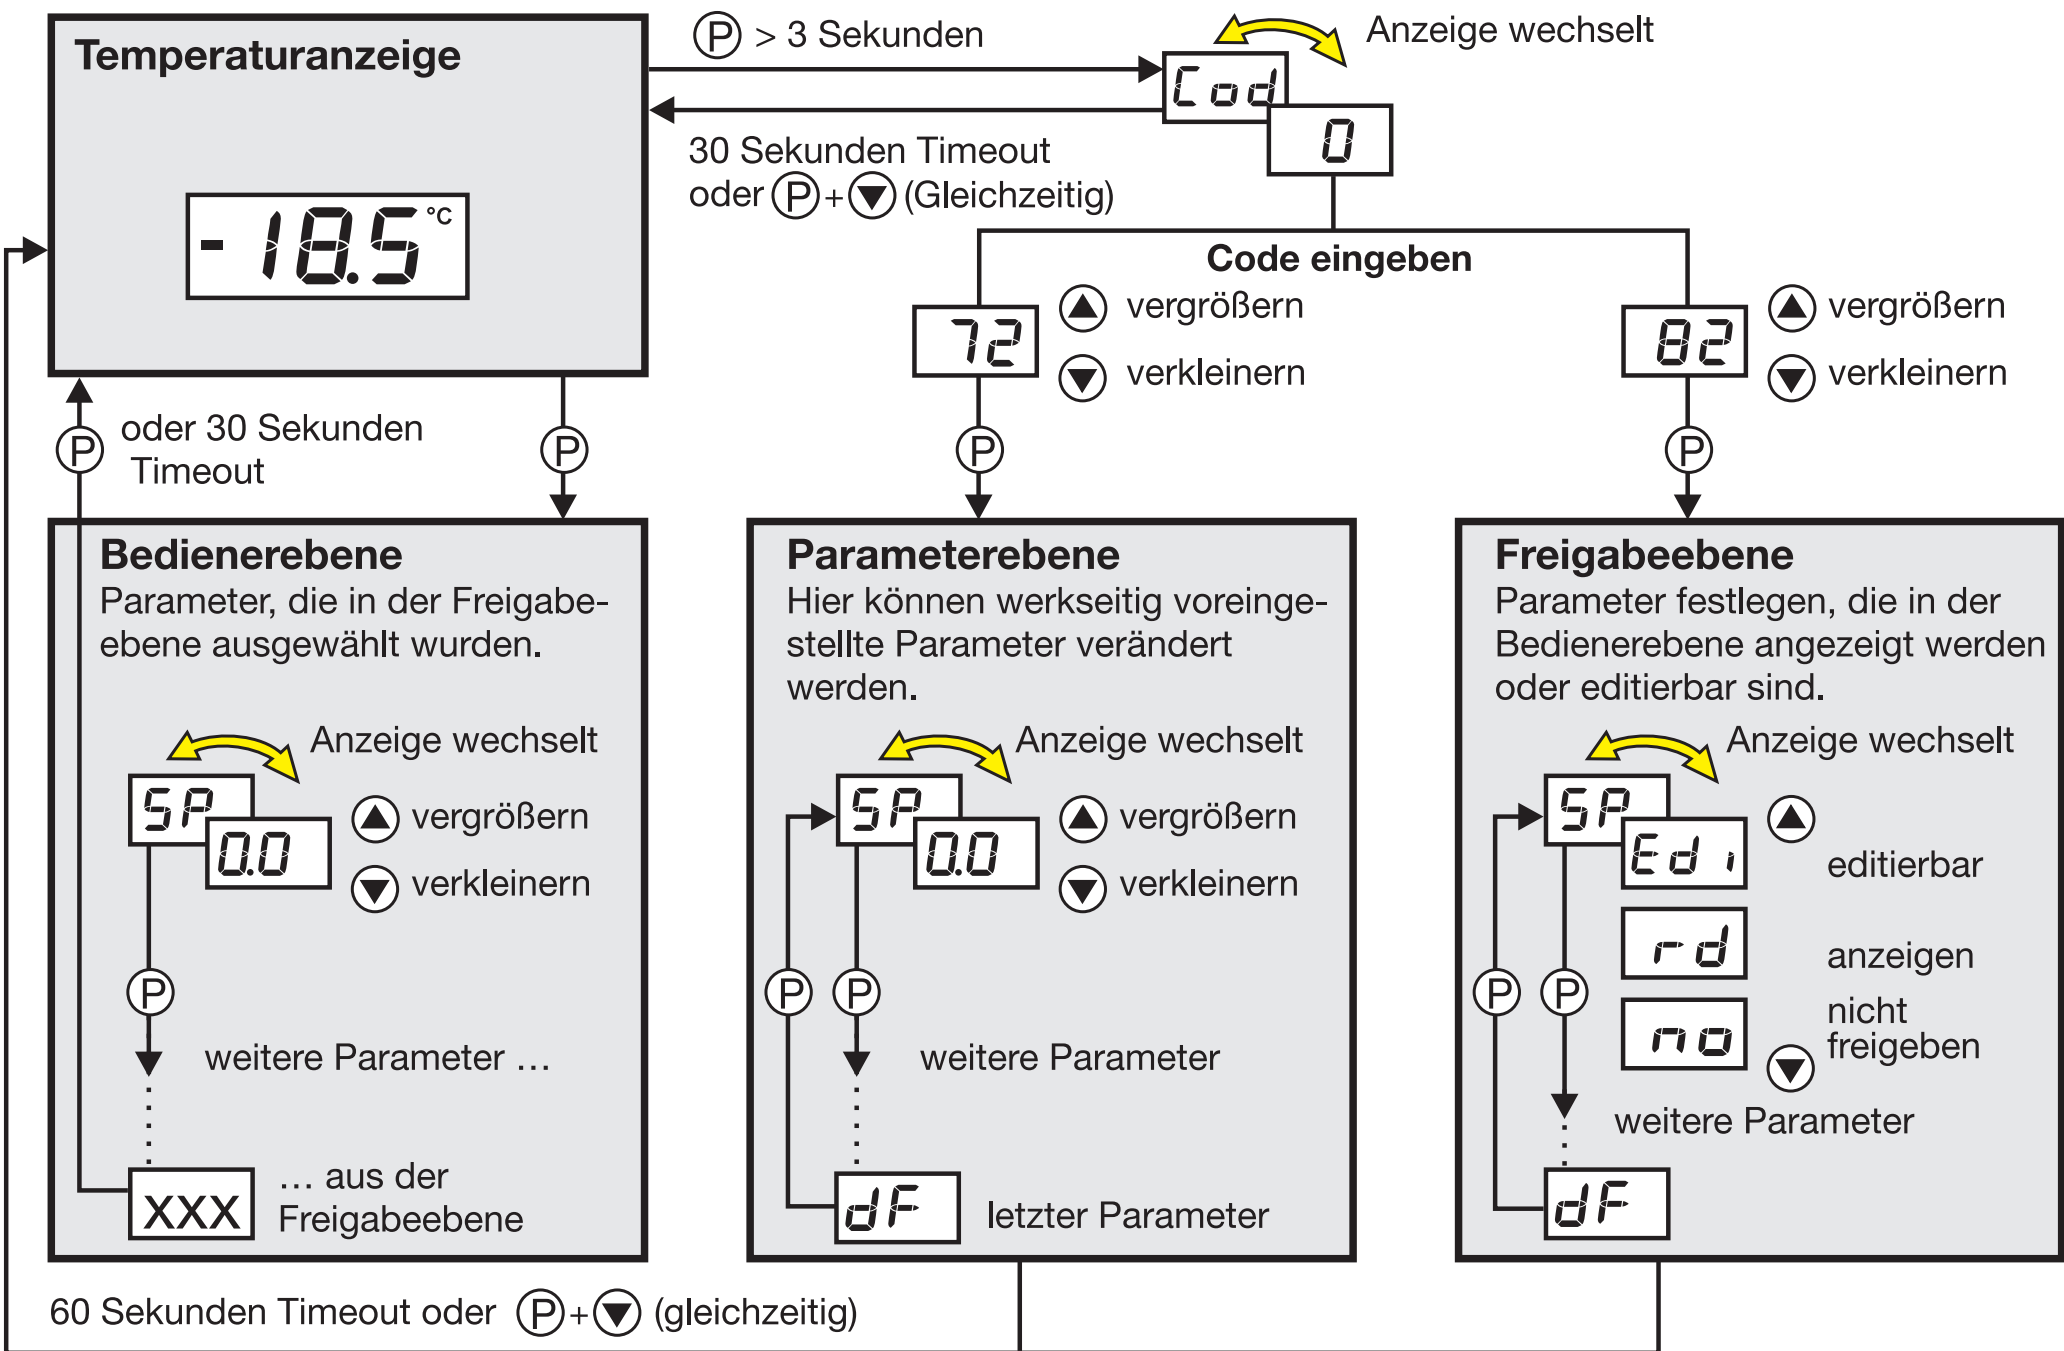 Temperaturanzeige
-18.5 °C
P > 3 Sekunden
Anzeige wechselt
Cod
0
30 Sekunden Timeout
oder P + ▼ (Gleichzeitig)
Code eingeben
72
▲ vergrößern
▼ verkleinern
P
82
▲ vergrößern
▼ verkleinern
P
P oder 30 Sekunden
Timeout
P
Bedienerebene
Parameter, die in der Freigabe-
ebene ausgewählt wurden.
Anzeige wechselt
SP
0.0
▲ vergrößern
▼ verkleinern
P
weitere Parameter ...
xxx
... aus der
Freigabeebene
Parameterebene
Hier können werkseitig voreinge-
stellte Parameter verändert
werden.
Anzeige wechselt
SP
0.0
▲ vergrößern
▼ verkleinern
P P
weitere Parameter
dF
letzter Parameter
Freigabeebene
Parameter festlegen, die in der
Bedienerebene angezeigt werden
oder editierbar sind.
Anzeige wechselt
SP
Edi
▲
editierbar
rd
anzeigen
P P
no
nicht
freigeben
▼
weitere Parameter
dF
60 Sekunden Timeout oder P + ▼ (gleichzeitig)